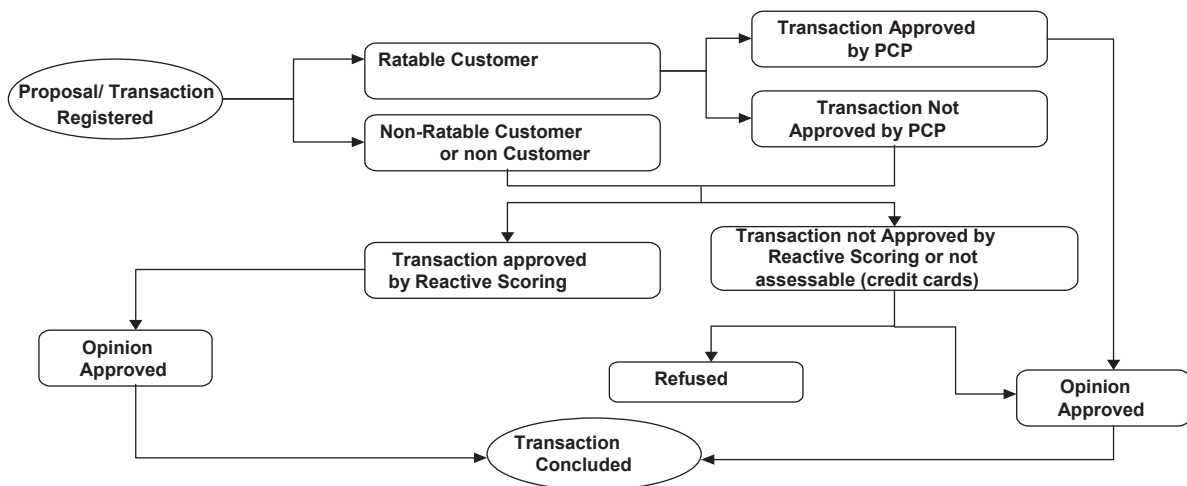 Proposal/ Transaction
Registered
Ratable Customer
Non-Ratable Customer
or non Customer
Transaction Approved
by PCP
Transaction Not
Approved by PCP
Transaction approved
by Reactive Scoring
Transaction not Approved by
Reactive Scoring or not
assessable (credit cards)
Opinion
Approved
Refused
Opinion
Approved
Transaction
Concluded